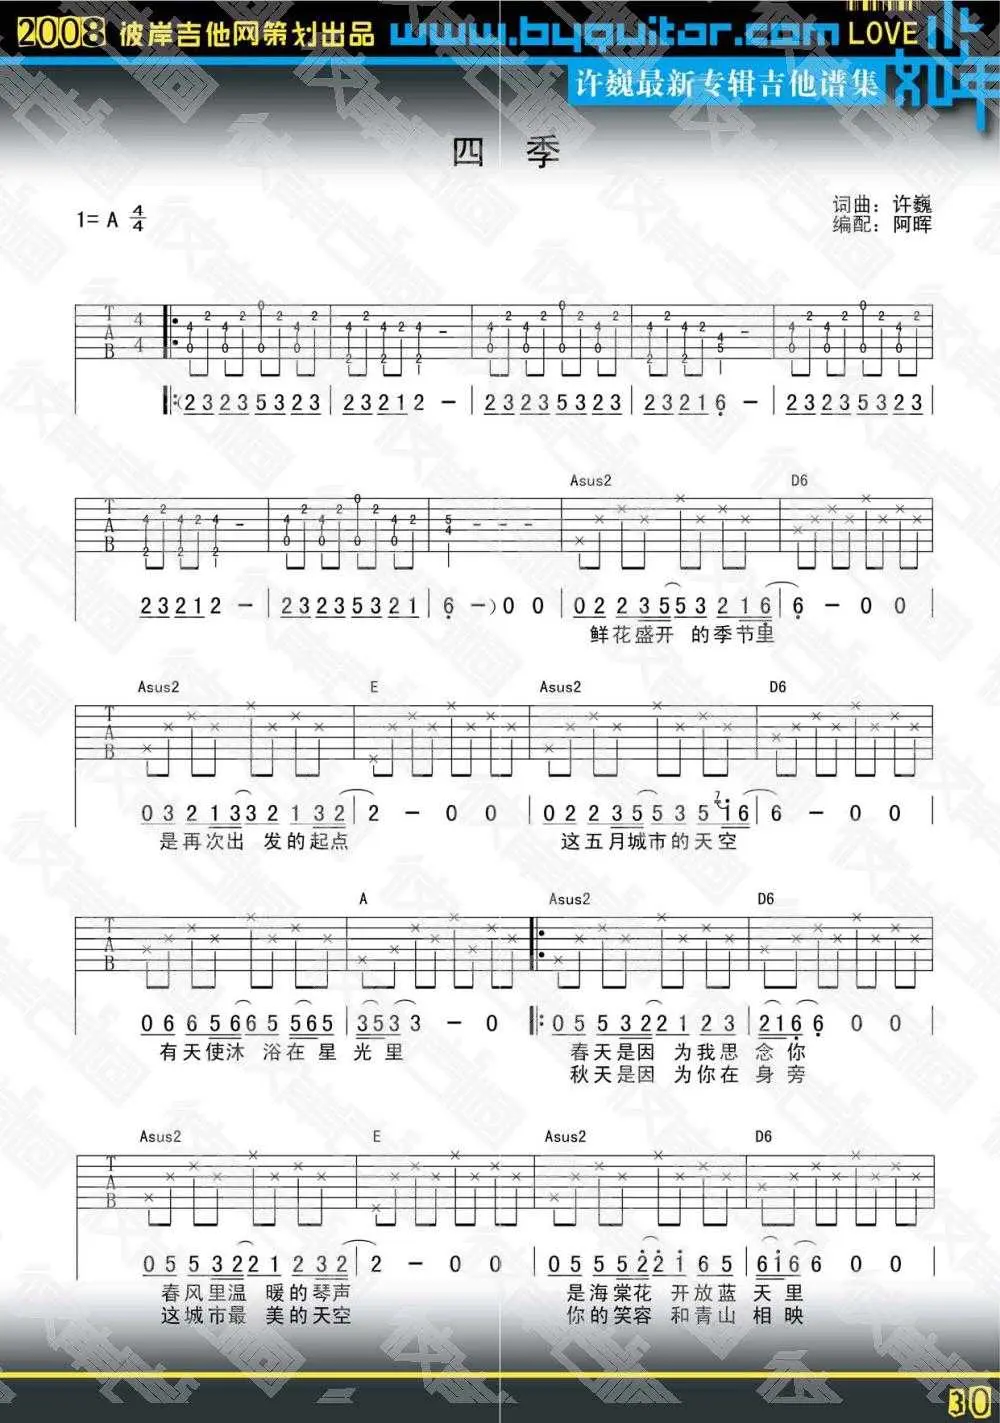 2008 彼岸吉他网策划出品 www.byguitar.com LOVE 如
许巍最新专辑吉他谱集
四 季
1= A 4/4
词曲：许巍
编配：阿晖
(2 3 2 3 5 3 2 3 | 2 3 2 1 2 - | 2 3 2 3 5 3 2 3 | 2 3 2 1 6 - | 2 3 2 3 5 3 2 3
Asus2 D6
2 3 2 1 2 - | 2 3 2 3 5 3 2 1 | 6 - ) 0 0 | 0 2 2 3 5 5 3 2 1 6 | 6 - 0 0
鲜花盛开 的季节里
Asus2 E Asus2 D6
0 3 2 1 3 3 2 1 3 2 | 2 - 0 0 | 0 2 2 3 5 5 3 5 1 6 | 6 - 0 0
是再次出 发的起点 这五月城市的天空
A Asus2 D6
0 6 6 5 6 6 5 5 6 5 | 3 5 3 3 - 0 | 0 5 5 3 2 2 1 2 3 | 2 1 6 6 0 0
有天使沐 浴在星 光里 春天是因 为我思 念你
秋天是因 为你在 身旁
Asus2 E Asus2 D6
0 5 5 3 2 2 1 2 3 2 | 2 - 0 0 | 0 5 5 5 2 2 1 6 5 | 6 1 6 6 0 0
春风里温 暖的琴声 是海棠花 开放蓝 天里
这城市最 美的天空 你的笑容 和青山 相映
30